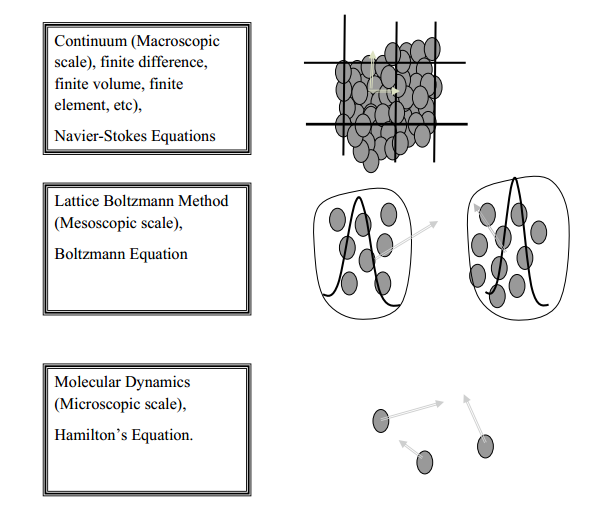 Continuum (Macroscopic
scale), finite difference,
finite volume, finite
element, etc),
Navier-Stokes Equations
Lattice Boltzmann Method
(Mesoscopic scale),
Boltzmann Equation
Molecular Dynamics
(Microscopic scale),
Hamilton’s Equation.